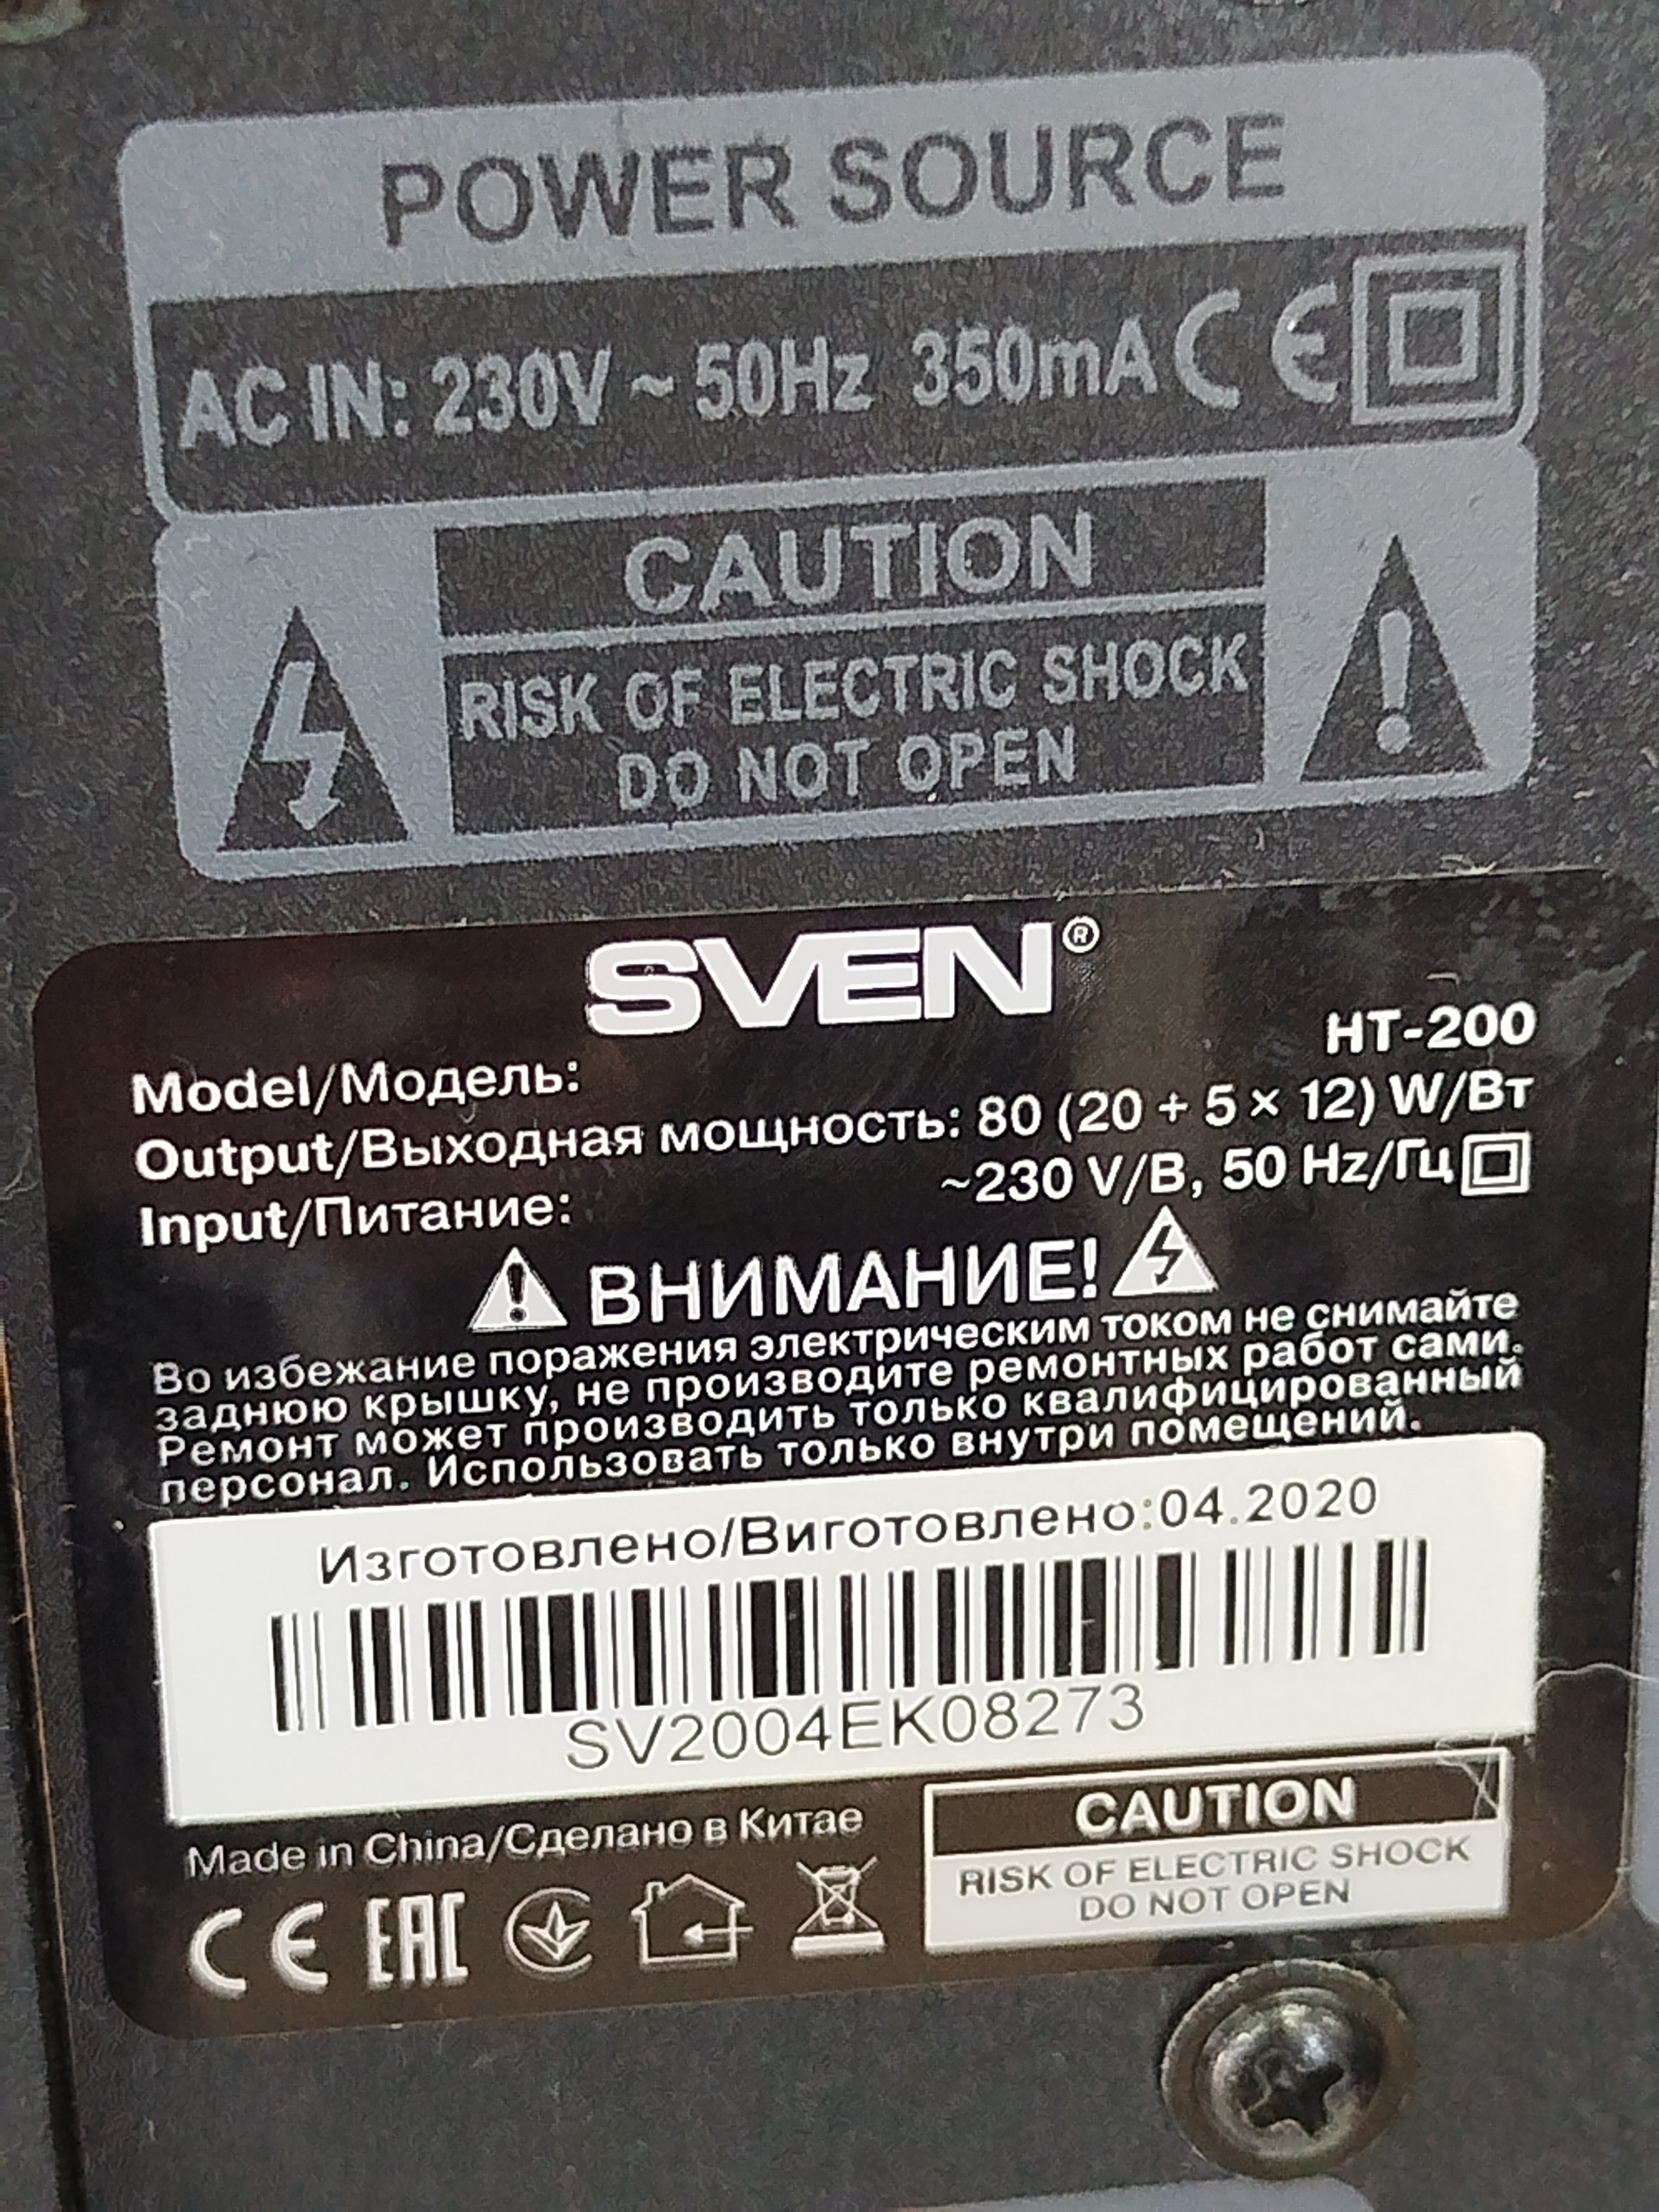 POWER SOURCE
AC IN: 230V ~ 50Hz 350mA CE
CAUTION
RISK OF ELECTRIC SHOCK
DO NOT OPEN
SVEN®
Model/Модель: HT-200
Output/Выходная мощность: 80 (20 + 5 × 12) W/Вт
Input/Питание: ~230 V/В, 50 Hz/Гц
ВНИМАНИЕ!
Во избежание поражения электрическим током не снимайте
заднюю крышку, не производите ремонтных работ сами.
Ремонт может производить только квалифицированный
персонал. Использовать только внутри помещений.
Изготовлено/Виготовлено:04.2020
SV2004EK08273
Made in China/Сделано в Китае
CE EAC
CAUTION
RISK OF ELECTRIC SHOCK
DO NOT OPEN